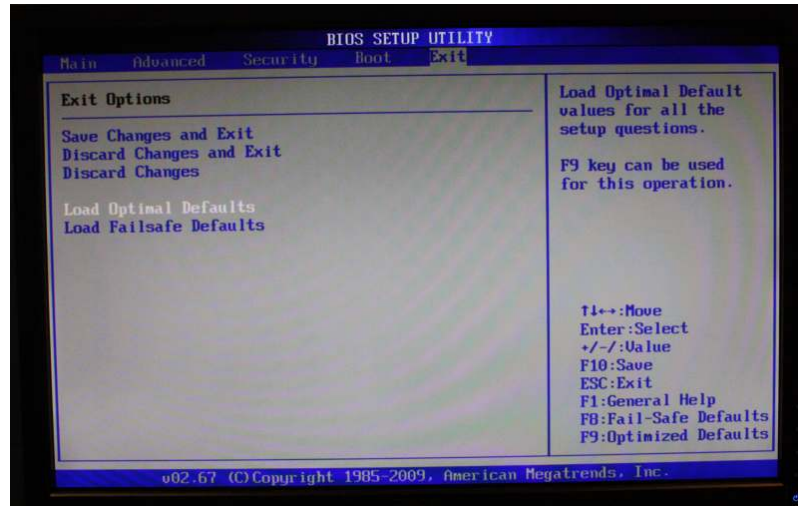 BIOS SETUP UTILITY
Main Advanced Security Boot Exit
Exit Options
Save Changes and Exit
Discard Changes and Exit
Discard Changes
Load Optimal Defaults
Load Failsafe Defaults
Load Optimal Default
values for all the
setup questions.
F9 key can be used
for this operation.
↑↓←→:Move
Enter:Select
+/-/:Value
F10:Save
ESC:Exit
F1:General Help
F8:Fail-Safe Defaults
F9:Optimized Defaults
v02.67 (C)Copyright 1985-2009, American Megatrends, Inc.